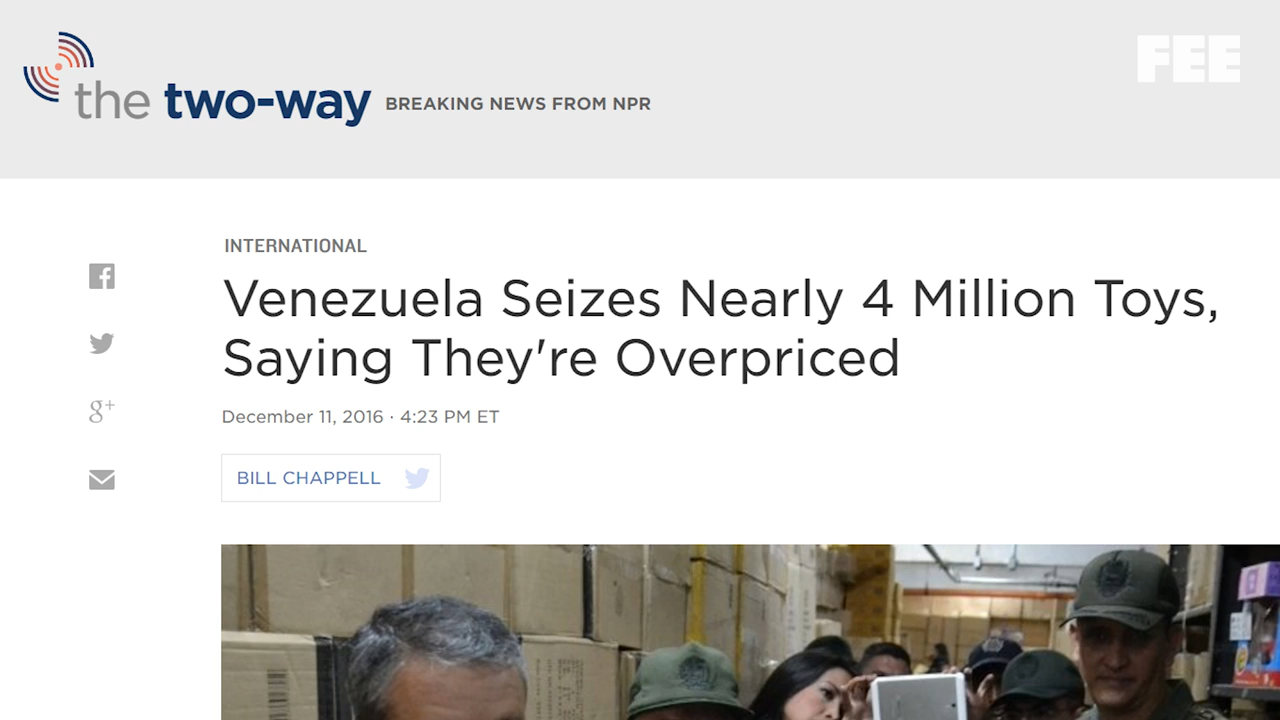 FEE
the two-way BREAKING NEWS FROM NPR
INTERNATIONAL
Venezuela Seizes Nearly 4 Million Toys,
Saying They're Overpriced
December 11, 2016 · 4:23 PM ET
BILL CHAPPELL